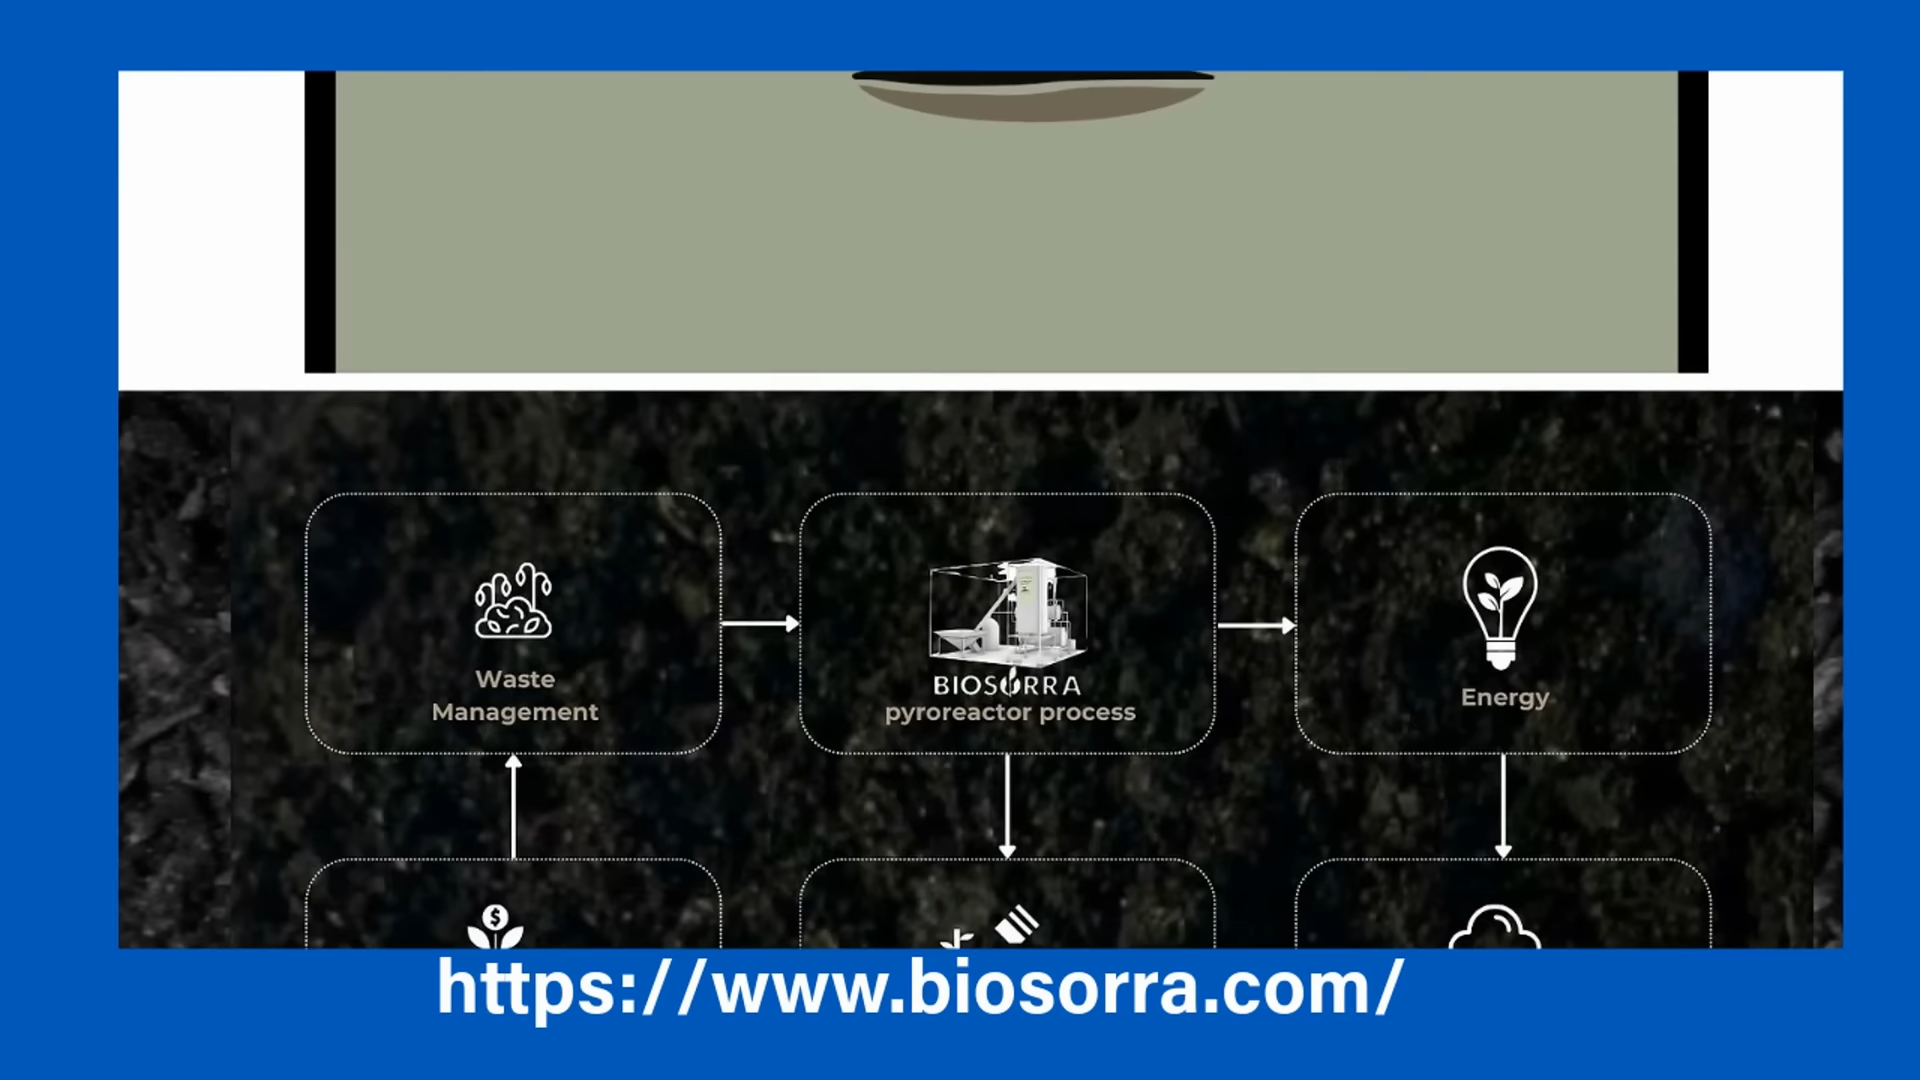 Waste
Management
BIOSORRA
pyroreactor process
Energy
$
https://www.biosorra.com/